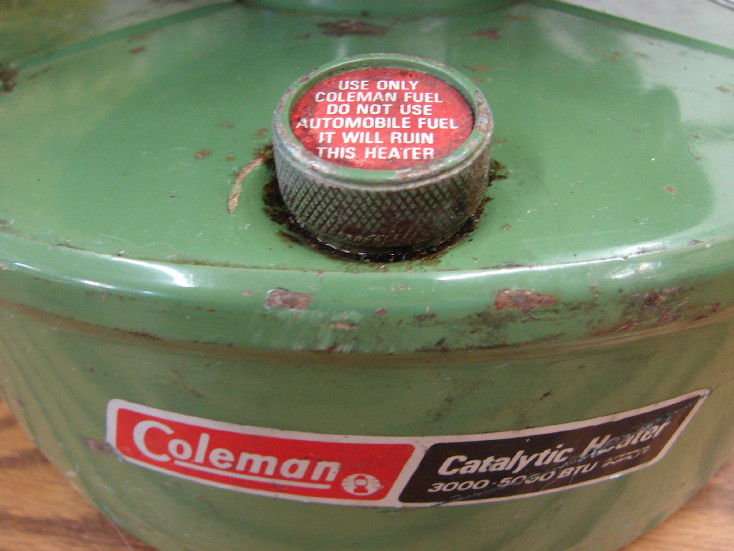 USE ONLY
COLEMAN FUEL
DO NOT USE
AUTOMOBILE FUEL
IT WILL RUIN
THIS HEATER
Coleman
Catalytic Heater
3000-5000 BTU